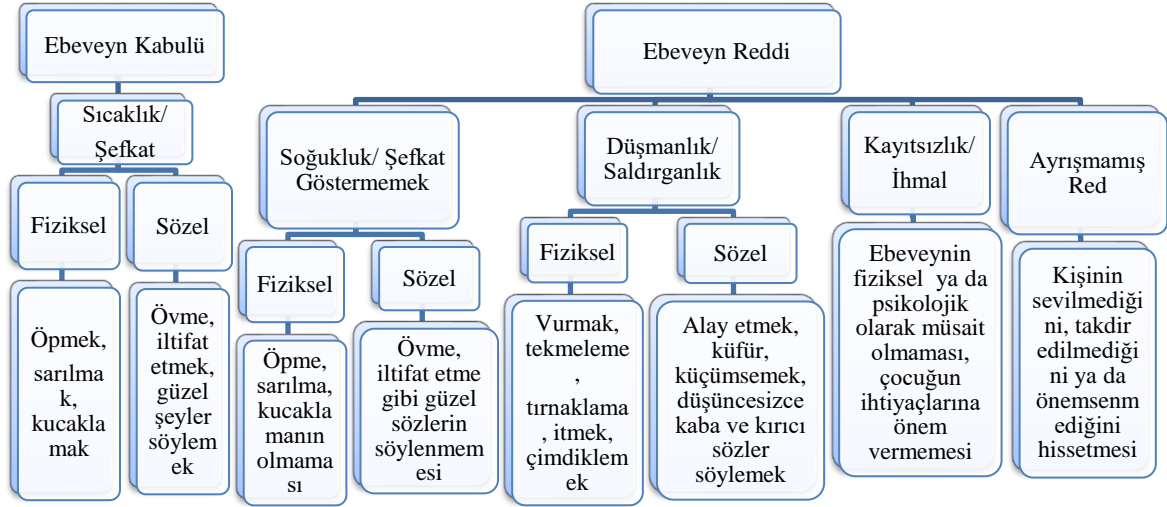 Ebeveyn Kabulü
Ebeveyn Reddi
Sıcaklık/
Şefkat
Soğukluk/ Şefkat
Göstermemek
Düşmanlık/
Saldırganlık
Kayıtsızlık/
İhmal
Ayrışmamış
Red
Fiziksel
Sözel
Fiziksel
Sözel
Fiziksel
Sözel
Öpmek,
sarılma
k,
kucakla
mak
Övme,
iltifat
etmek,
güzel
şeyler
söylem
ek
Öpme,
sarılma,
kucakla
manın
olmama
sı
Övme,
iltifat etme
gibi güzel
sözlerin
söylenmem
esi
Vurmak,
tekmeleme
,
tırnaklama
, itmek,
çimdiklem
ek
Alay etmek,
küfür,
küçümsemek,
düşüncesizce
kaba ve kırıcı
sözler
söylemek
Ebeveynin
fiziksel ya da
psikolojik
olarak müsait
olmaması,
çocuğun
ihtiyaçlarına
önem
vermemesi
Kişinin
sevilmediği
ni, takdir
edilmediği
ni ya da
önemsenm
ediğini
hissetmesi